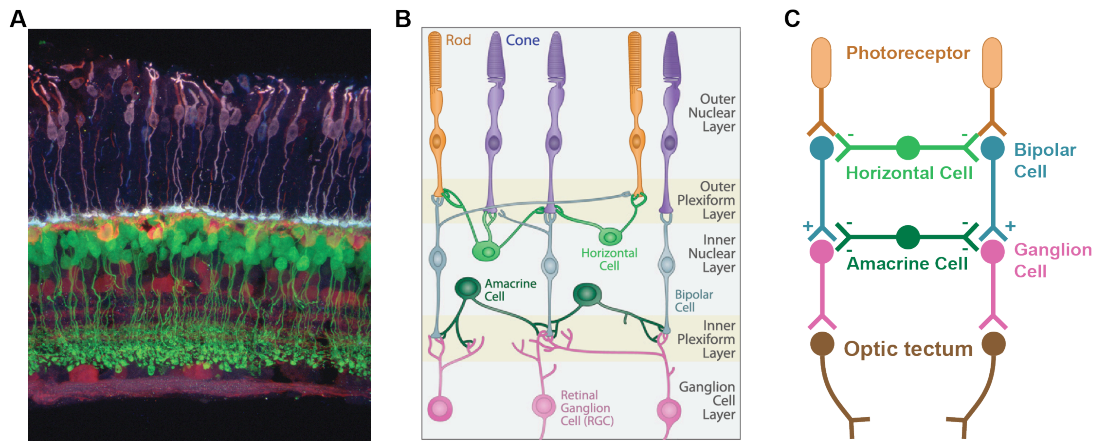 A
B
Rod
Cone
Outer
Nuclear
Layer
Outer
Plexiform
Layer
Horizontal
Cell
Inner
Nuclear
Layer
Amacrine
Cell
Bipolar
Cell
Inner
Plexiform
Layer
Retinal
Ganglion
Cell (RGC)
Ganglion
Cell
Layer
C
Photoreceptor
- -
Horizontal Cell
Bipolar
Cell
+ +
- -
Amacrine Cell
Ganglion
Cell
Optic tectum